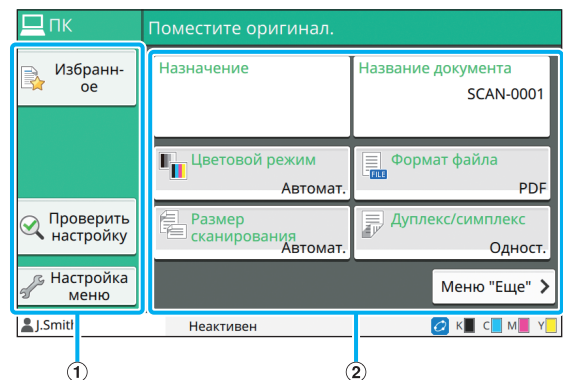 ПК
Поместите оригинал.
Избранн-
ое
Проверить
настройку
Настройка
меню
Назначение
Название документа
SCAN-0001
Цветовой режим
Автомат.
FILE
Формат файла
PDF
Размер
сканирования
Автомат.
Дуплекс/симплекс
Одност.
Меню "Еще"
J.Smith
Неактивен
K C M Y
1
2